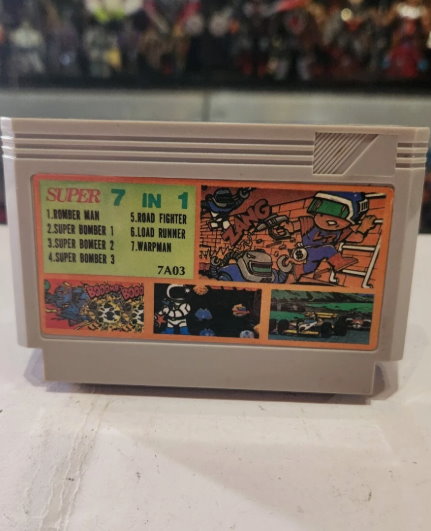 SUPER 7 IN 1
1.ROMBER MAN
2.SUPER BOMBER 1
3.SUPER BOMEER 2
4.SUPER BOMBER 3
5.ROAD FIGHTER
6.LOAD RUNNER
7.WARPMAN
7A03
ZANG